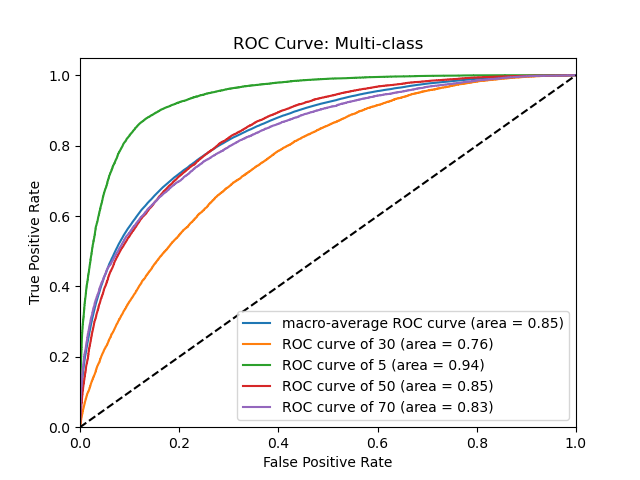 ROC Curve: Multi-class
1.0
0.8
0.6
0.4
0.2
0.0
True Positive Rate
macro-average ROC curve (area = 0.85)
ROC curve of 30 (area = 0.76)
ROC curve of 5 (area = 0.94)
ROC curve of 50 (area = 0.85)
ROC curve of 70 (area = 0.83)
0.0 0.2 0.4 0.6 0.8 1.0
False Positive Rate